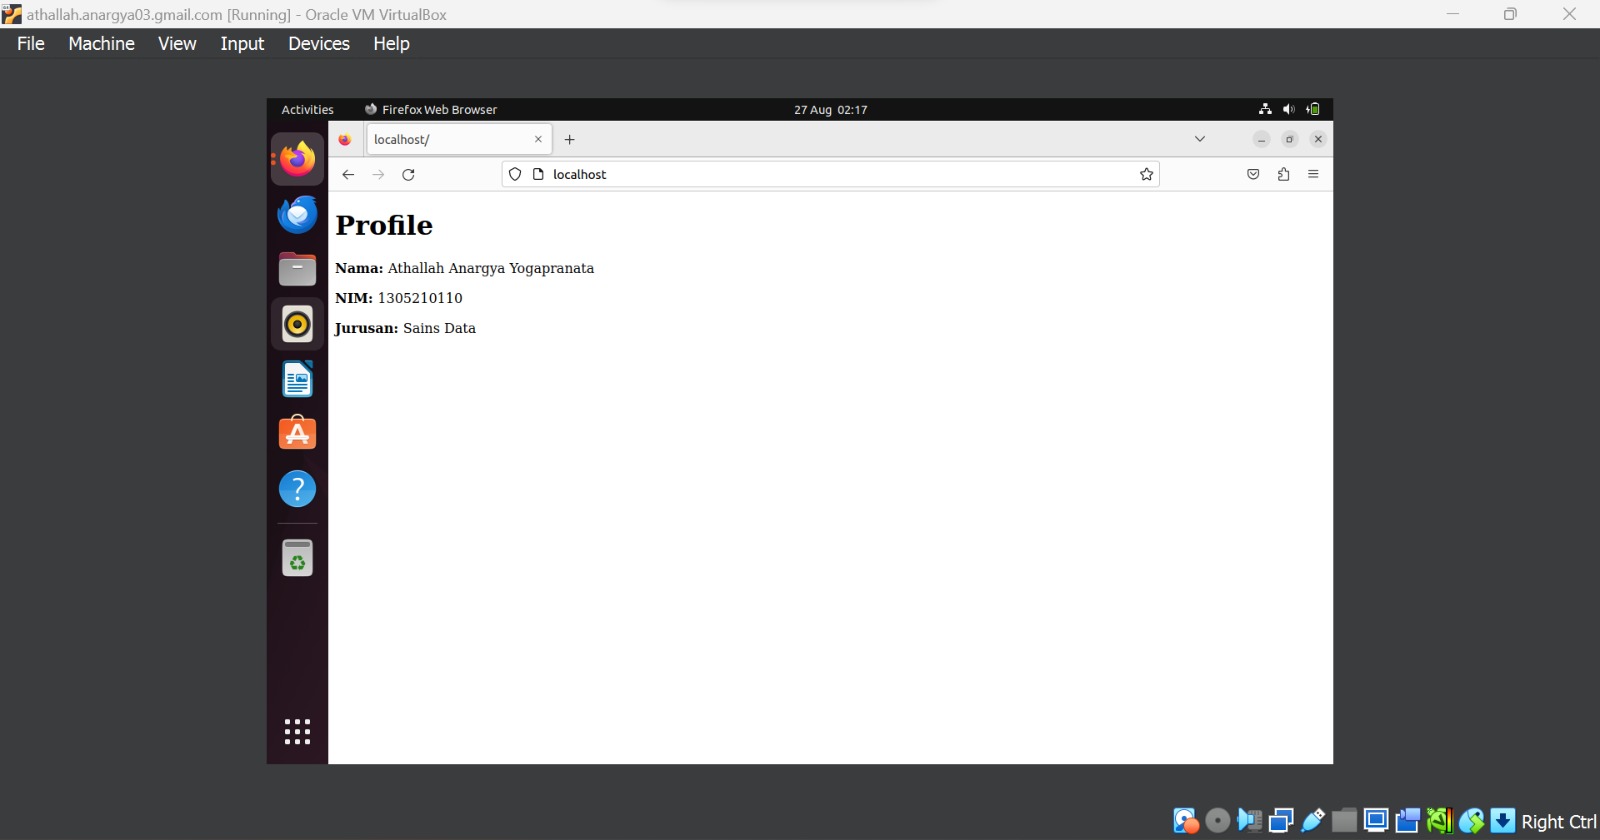 athallah.anargya03.gmail.com [Running] - Oracle VM VirtualBox
File Machine View Input Devices Help
Activities Firefox Web Browser 27 Aug 02:17
localhost/
localhost
Profile
Nama: Athallah Anargya Yogapranata
NIM: 1305210110
Jurusan: Sains Data
Right Ctrl